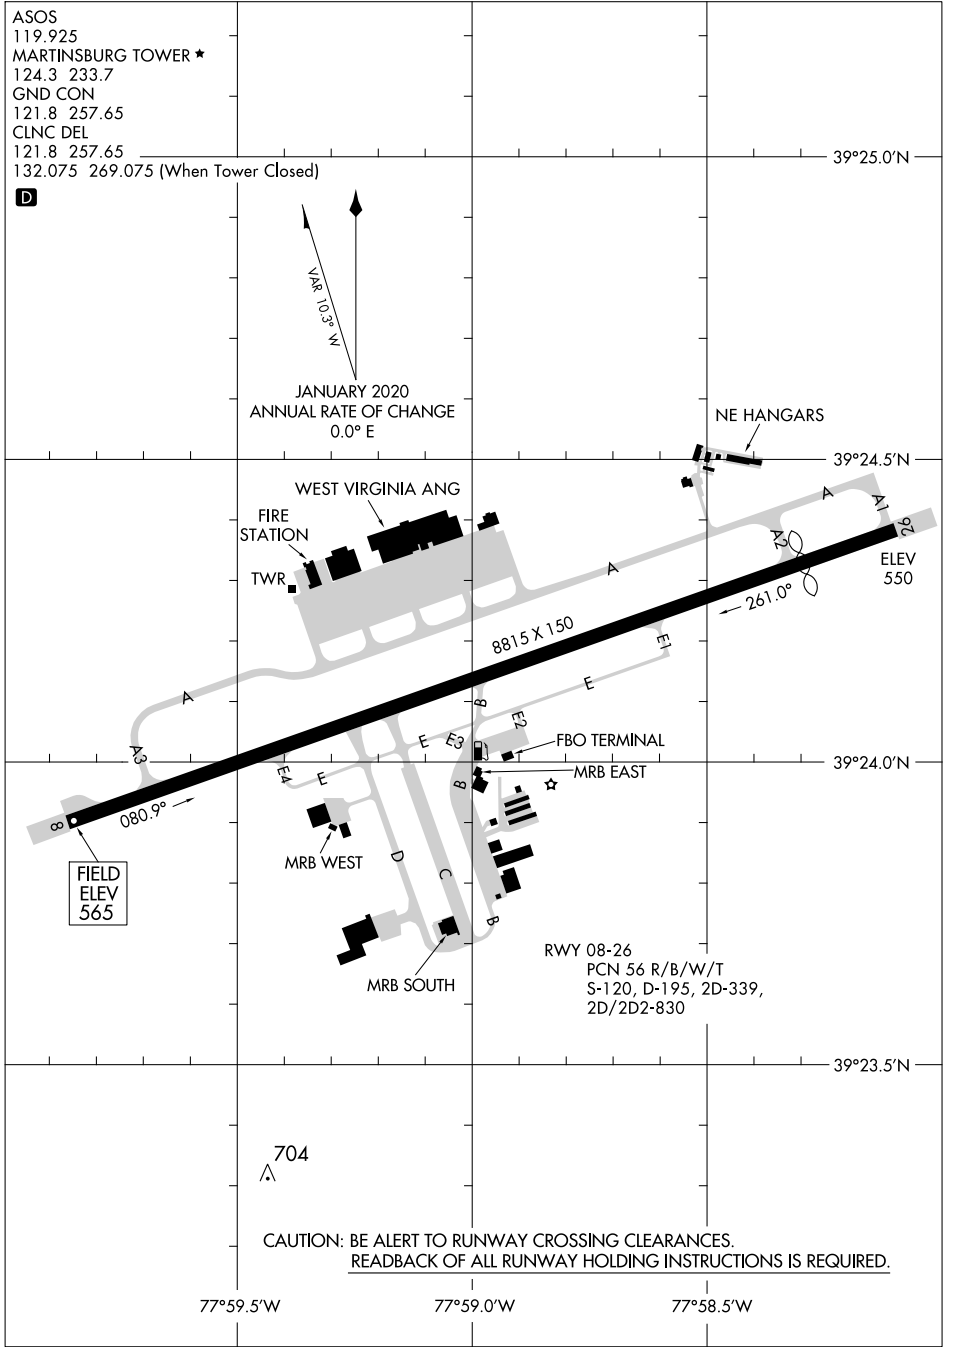 ASOS
119.925
MARTINSBURG TOWER ★
124.3 233.7
GND CON
121.8 257.65
CLNC DEL
121.8 257.65
132.075 269.075 (When Tower Closed)
D
39°25.0'N
VAR 10.3° W
JANUARY 2020
ANNUAL RATE OF CHANGE
0.0° E
NE HANGARS
39°24.5'N
WEST VIRGINIA ANG
FIRE
STATION
TWR
A
A1
26
A2
ELEV
550
A
261.0°
8815 X 150
E1
E
A
B
E2
E
E3
FBO TERMINAL
A3
39°24.0'N
MRB EAST
E4
E
B
080.9°
8
MRB WEST
D
C
FIELD
ELEV
565
B
MRB SOUTH
RWY 08-26
PCN 56 R/B/W/T
S-120, D-195, 2D-339,
2D/2D2-830
39°23.5'N
704
CAUTION: BE ALERT TO RUNWAY CROSSING CLEARANCES.
READBACK OF ALL RUNWAY HOLDING INSTRUCTIONS IS REQUIRED.
77°59.5'W
77°59.0'W
77°58.5'W